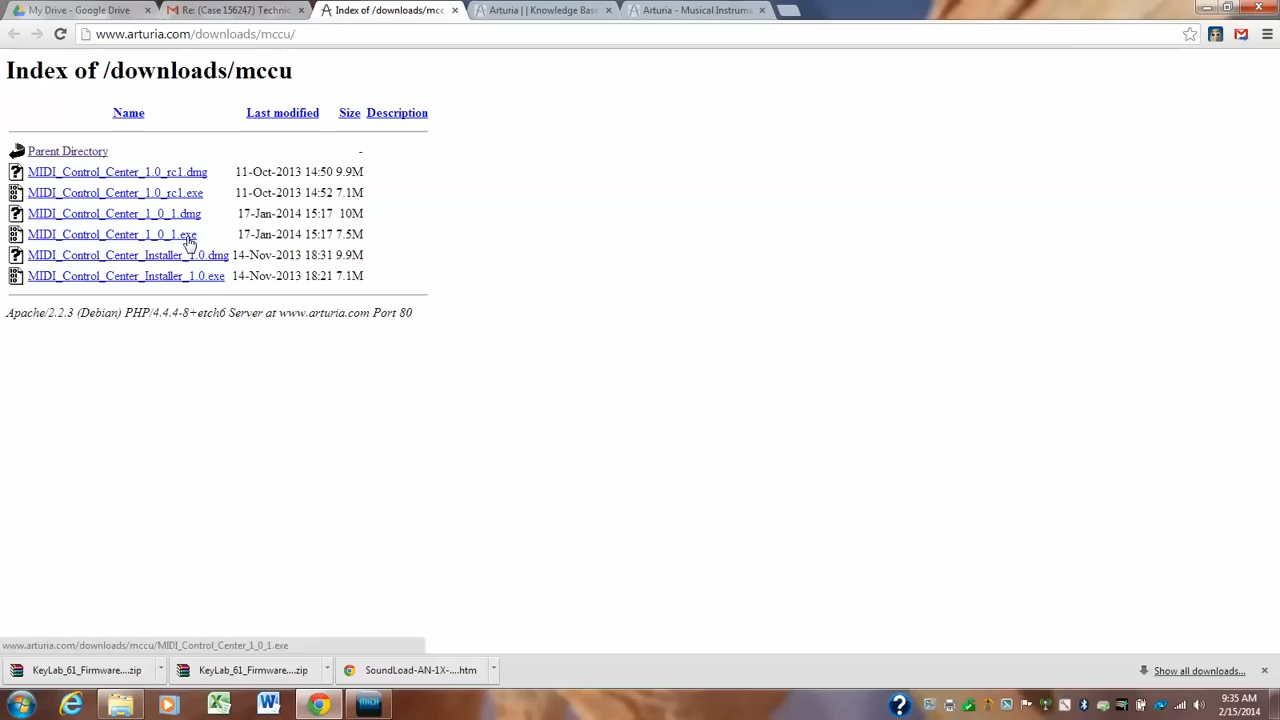 My Drive - Google Drive
Re: (Case 156247) Technic
Index of /downloads/mcc
Arturia | | Knowledge Base
Arturia - Musical Instrum
www.arturia.com/downloads/mccu/
Index of /downloads/mccu
Name Last modified Size Description
Parent Directory -
MIDI_Control_Center_1.0_rc1.dmg 11-Oct-2013 14:50 9.9M
MIDI_Control_Center_1.0_rc1.exe 11-Oct-2013 14:52 7.1M
MIDI_Control_Center_1_0_1.dmg 17-Jan-2014 15:17 10M
MIDI_Control_Center_1_0_1.exe 17-Jan-2014 15:17 7.5M
MIDI_Control_Center_Installer_1.0.dmg 14-Nov-2013 18:31 9.9M
MIDI_Control_Center_Installer_1.0.exe 14-Nov-2013 18:21 7.1M
Apache/2.2.3 (Debian) PHP/4.4.4-8+etch6 Server at www.arturia.com Port 80
www.arturia.com/downloads/mccu/MIDI_Control_Center_1_0_1.exe
KeyLab_61_Firmware....zip
KeyLab_61_Firmware....zip
SoundLoad-AN-1X-....htm
Show all downloads...
9:35 AM
2/15/2014